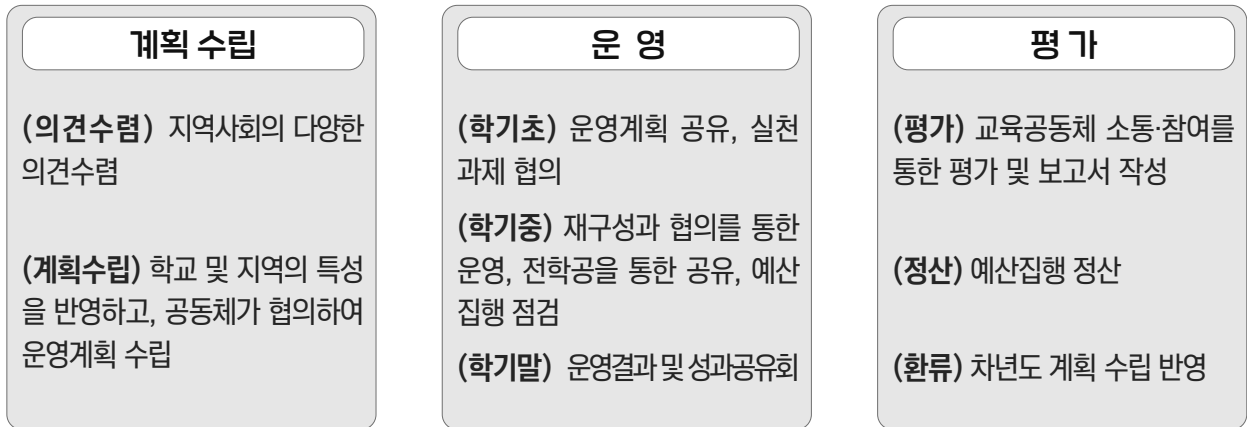 계획 수립
(의견수렴) 지역사회의 다양한
의견수렴
(계획수립) 학교 및 지역의 특성
을 반영하고, 공동체가 협의하여
운영계획 수립
운 영
(학기초) 운영계획 공유, 실천
과제 협의
(학기중) 재구성과 협의를 통한
운영, 전학공을 통한 공유, 예산
집행 점검
(학기말) 운영결과 및 성과공유회
평 가
(평가) 교육공동체 소통·참여를
통한 평가 및 보고서 작성
(정산) 예산집행 정산
(환류) 차년도 계획 수립 반영